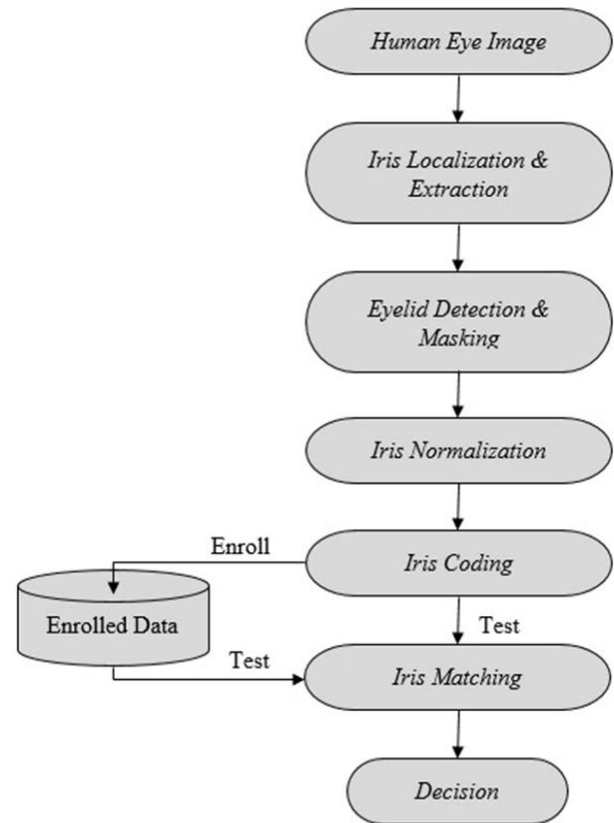 Human Eye Image
Iris Localization &
Extraction
Eyelid Detection &
Masking
Iris Normalization
Enroll
Iris Coding
Enrolled Data
Test
Test
Iris Matching
Decision